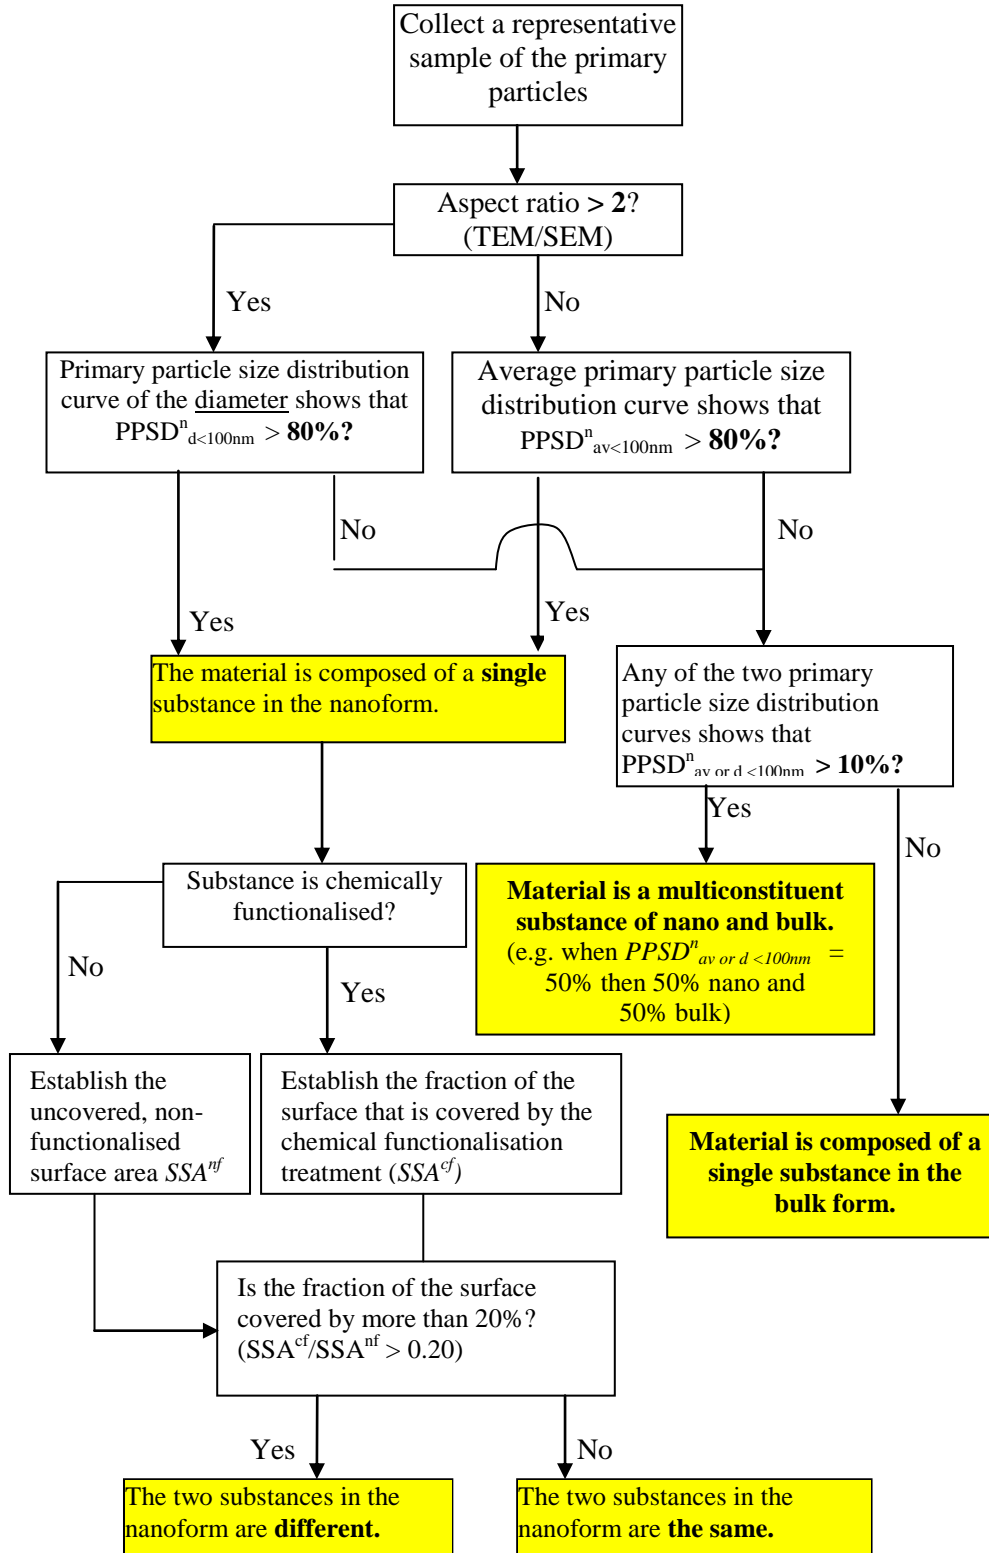 Collect a representative
sample of the primary
particles
Aspect ratio > 2?
(TEM/SEM)
Yes
No
Primary particle size distribution
curve of the diameter shows that
PPSDⁿd<100nm > 80%?
Average primary particle size
distribution curve shows that
PPSDⁿav<100nm > 80%?
No
No
Yes
Yes
The material is composed of a single
substance in the nanoform.
Any of the two primary
particle size distribution
curves shows that
PPSDⁿav or d <100nm > 10%?
Yes
No
Substance is chemically
functionalised?
Material is a multiconstituent
substance of nano and bulk.
(e.g. when PPSDⁿav or d <100nm =
50% then 50% nano and
50% bulk)
No
Yes
Establish the
uncovered, non-
functionalised
surface area SSAⁿᶠ
Establish the fraction of the
surface that is covered by the
chemical functionalisation
treatment (SSAᶜᶠ)
Material is composed of a
single substance in the
bulk form.
Is the fraction of the surface
covered by more than 20%?
(SSAᶜᶠ/SSAⁿᶠ > 0.20)
Yes
No
The two substances in the
nanoform are different.
The two substances in the
nanoform are the same.